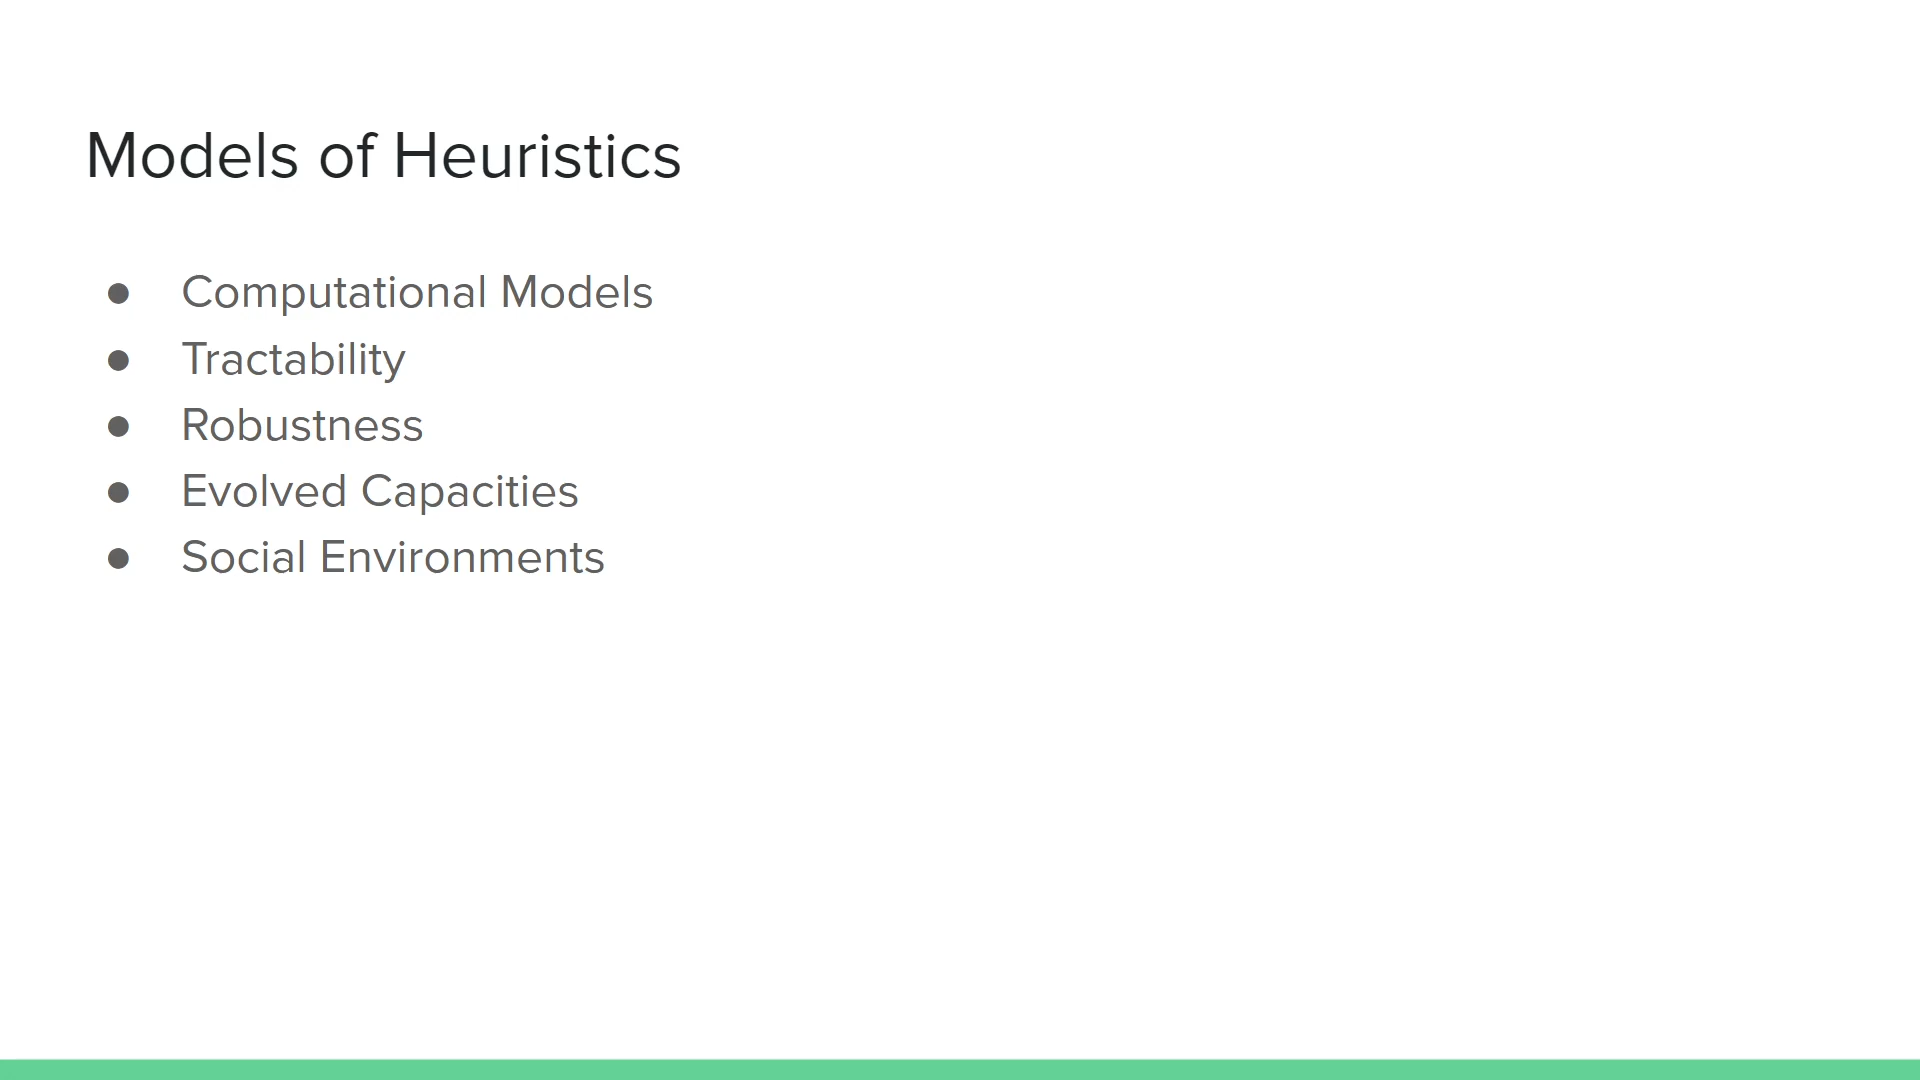 Models of Heuristics
● Computational Models
● Tractability
● Robustness
● Evolved Capacities
● Social Environments